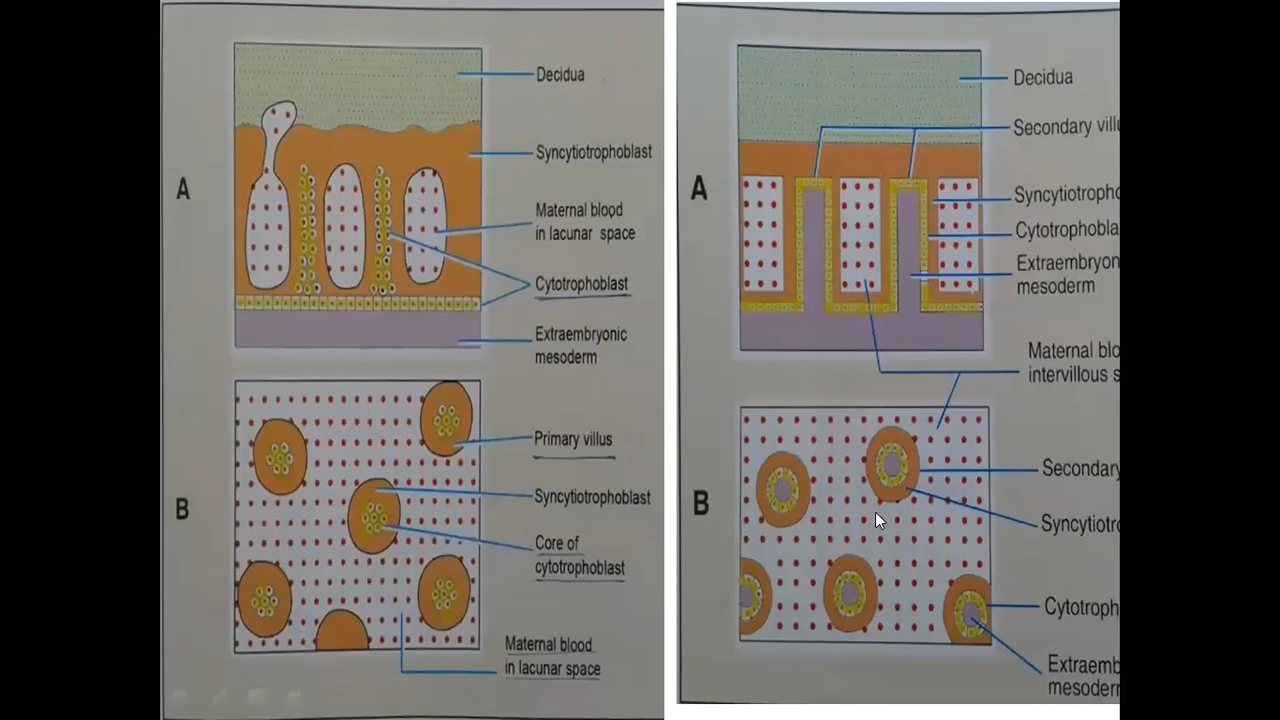 Decidua
Syncytiotrophoblast
A
Maternal blood
in lacunar space
Cytotrophoblast
Extraembryonic
mesoderm
Primary villus
Syncytiotrophoblast
B
Core of
cytotrophoblast
Maternal blood
in lacunar space
Decidua
Secondary villu
A
Syncytiotropho
Cytotrophobla
Extraembryon
mesoderm
Maternal blo
intervillous s
Secondary
B
Syncytiotro
Cytotroph
Extraemb
mesoderm